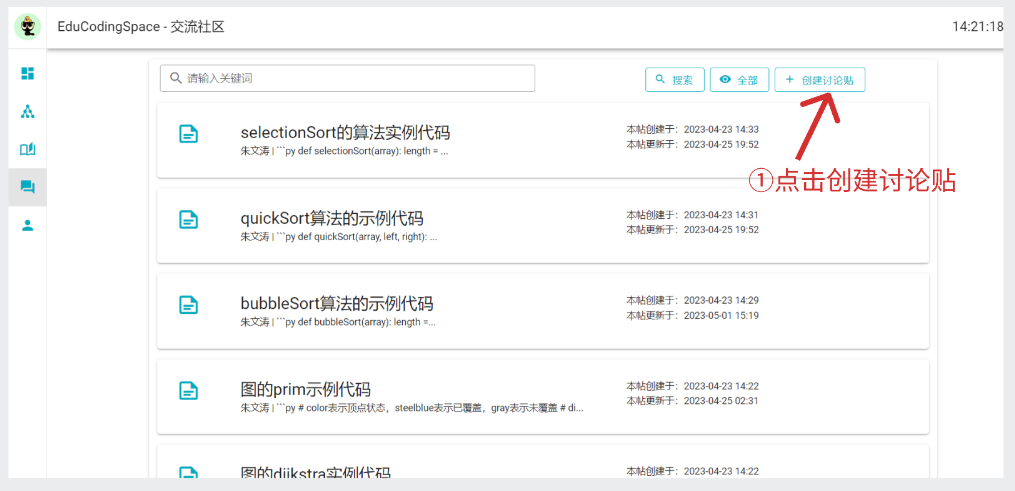 EduCodingSpace - 交流社区
14:21:18
请输入关键词
搜索
全部
+ 创建讨论贴
selectionSort的算法实例代码
朱文涛 | ```py def selectionSort(array): length = ...
本帖创建于：2023-04-23 14:33
本帖更新于：2023-04-25 19:52
①点击创建讨论贴
quickSort算法的示例代码
朱文涛 | ```py def quickSort(array, left, right): ...
本帖创建于：2023-04-23 14:31
本帖更新于：2023-04-25 19:52
bubbleSort算法的示例代码
朱文涛 | ```py def bubbleSort(array): length =...
本帖创建于：2023-04-23 14:29
本帖更新于：2023-05-01 15:19
图的prim示例代码
朱文涛 | ```py # color表示顶点状态，steelblue表示已覆盖，gray表示未覆盖 # di...
本帖创建于：2023-04-23 14:22
本帖更新于：2023-04-25 02:31
图的dijkstra实例代码
本帖创建于：2023-04-23 14:22